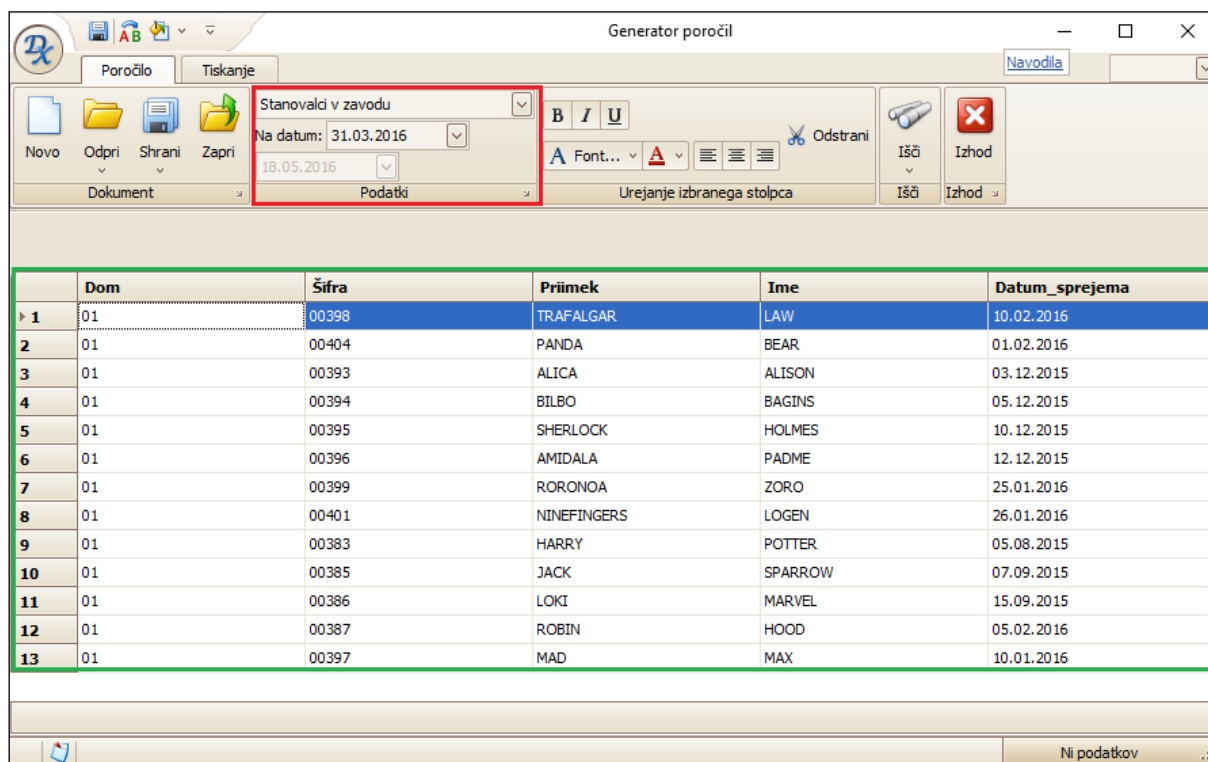 Generator poročil
Navodila
Poročilo Tiskanje
Stanovalci v zavodu
Na datum: 31.03.2016
18.05.2016
B I U
A Font... A
Odstrani
Novo Odpri Shrani Zapri
Išči Izhod
Dokument Podatki Urejanje izbranega stolpca Išči Izhod
Dom Šifra Priimek Ime Datum_sprejema
1 01 00398 TRAFALGAR LAW 10.02.2016
2 01 00404 PANDA BEAR 01.02.2016
3 01 00393 ALICA ALISON 03.12.2015
4 01 00394 BILBO BAGINS 05.12.2015
5 01 00395 SHERLOCK HOLMES 10.12.2015
6 01 00396 AMIDALA PADME 12.12.2015
7 01 00399 RORONOA ZORO 25.01.2016
8 01 00401 NINEFINGERS LOGEN 26.01.2016
9 01 00383 HARRY POTTER 05.08.2015
10 01 00385 JACK SPARROW 07.09.2015
11 01 00386 LOKI MARVEL 15.09.2015
12 01 00387 ROBIN HOOD 05.02.2016
13 01 00397 MAD MAX 10.01.2016
Ni podatkov